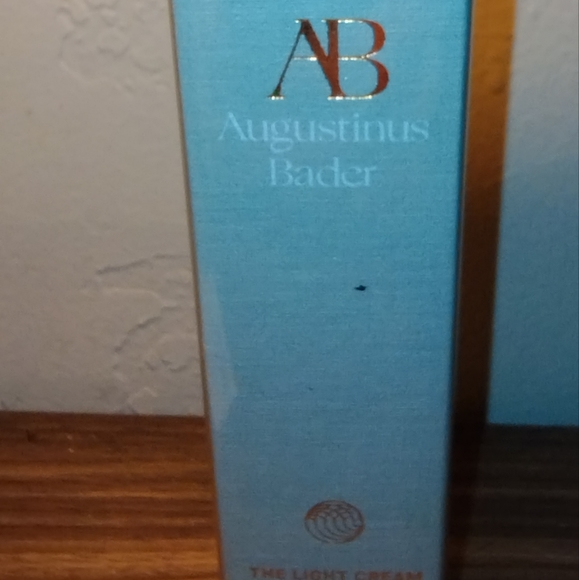 AB
Augustinus
Bader
THE LIGHT CREAM